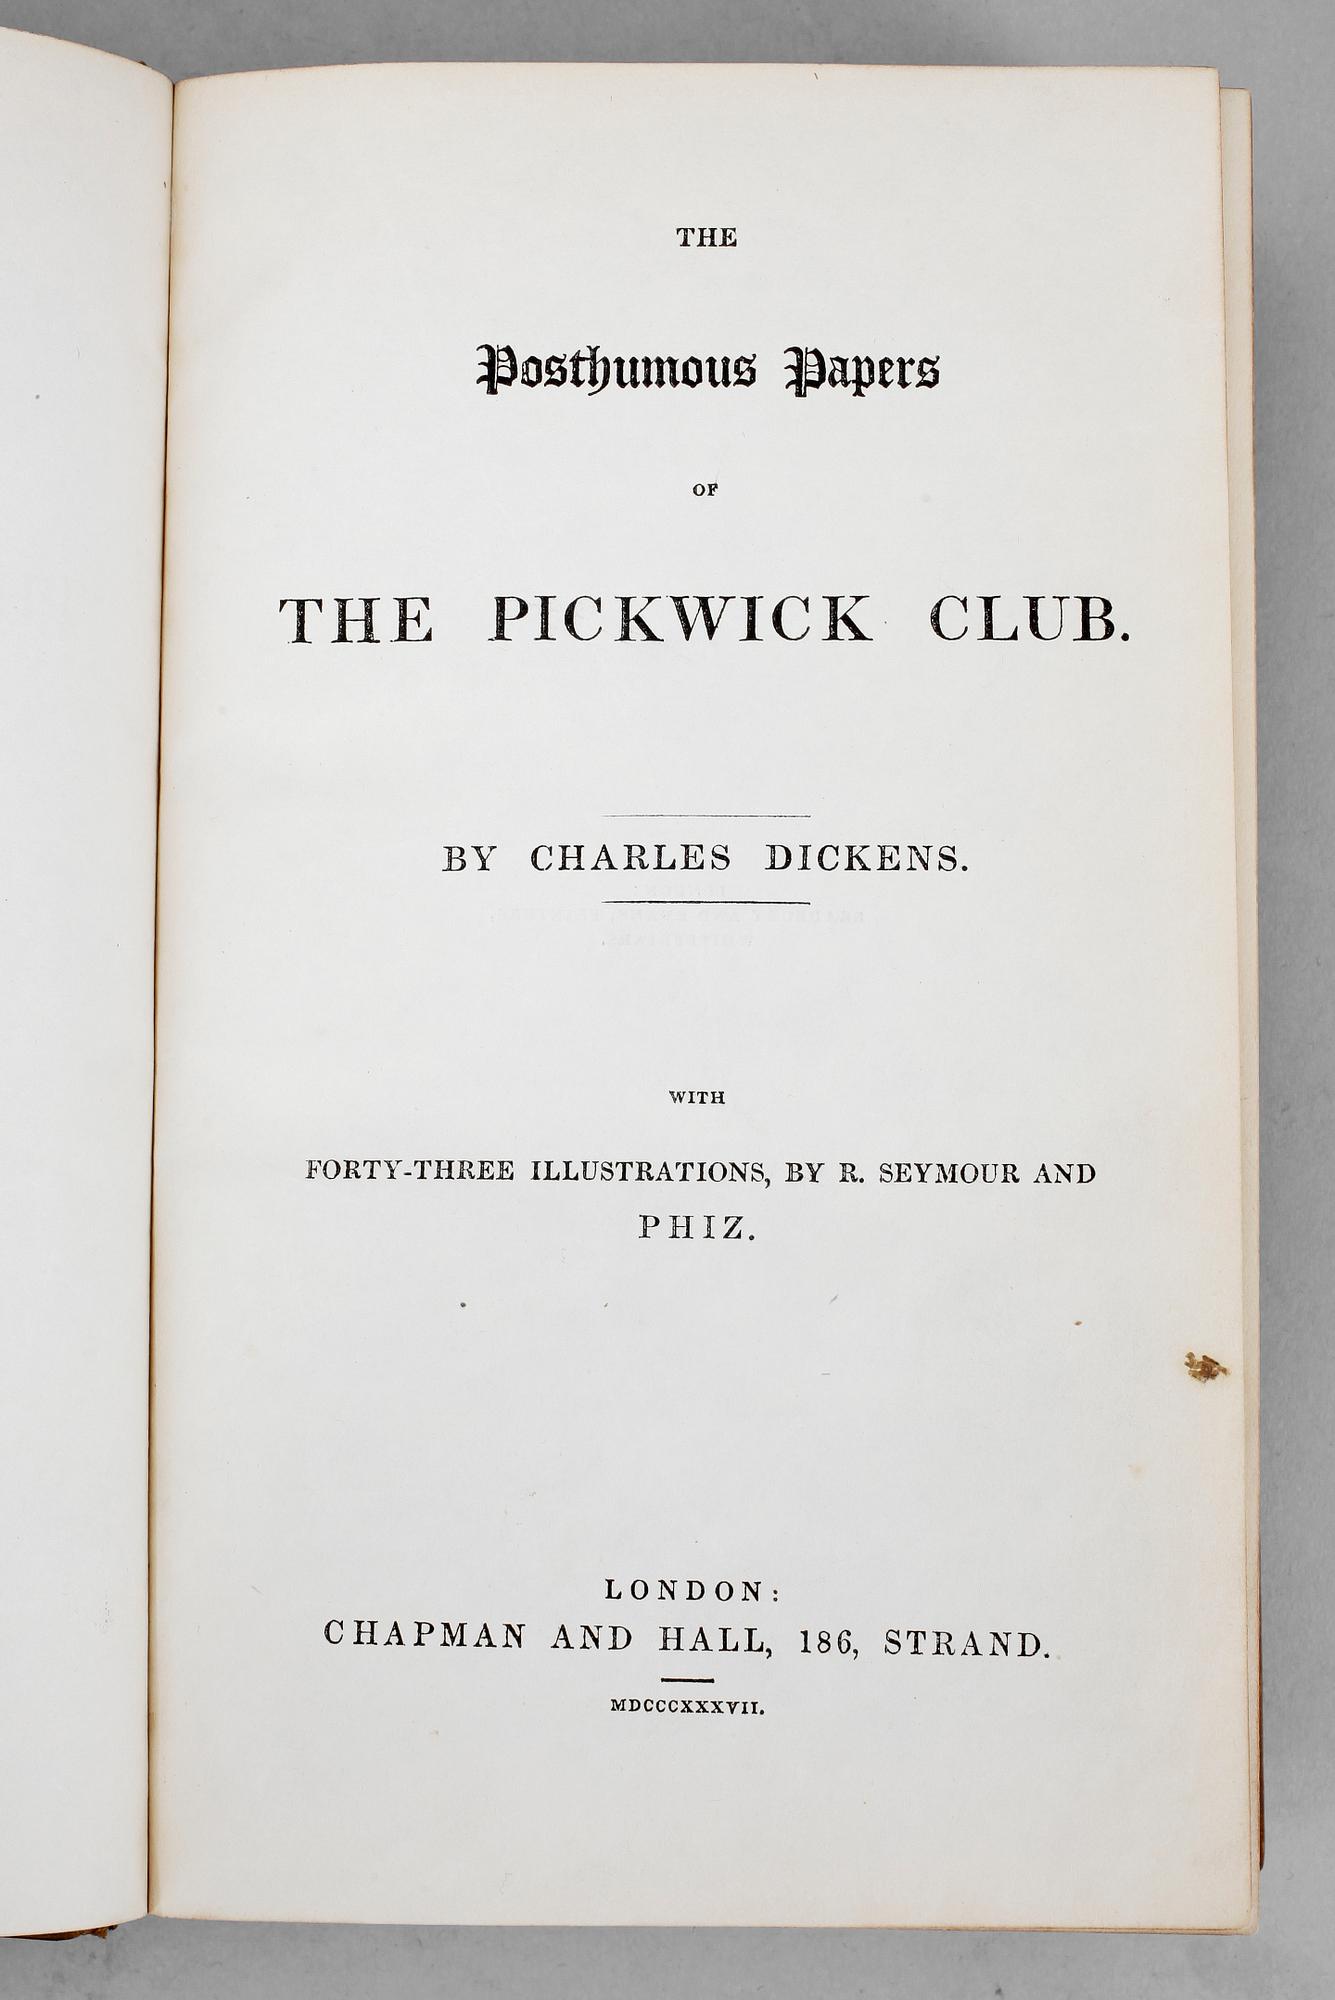 THE
Posthumous Papers
OF
THE PICKWICK CLUB.
BY CHARLES DICKENS.
WITH
FORTY-THREE ILLUSTRATIONS, BY R. SEYMOUR AND
PHIZ.
LONDON:
CHAPMAN AND HALL, 186, STRAND.
MDCCCXXXVII.